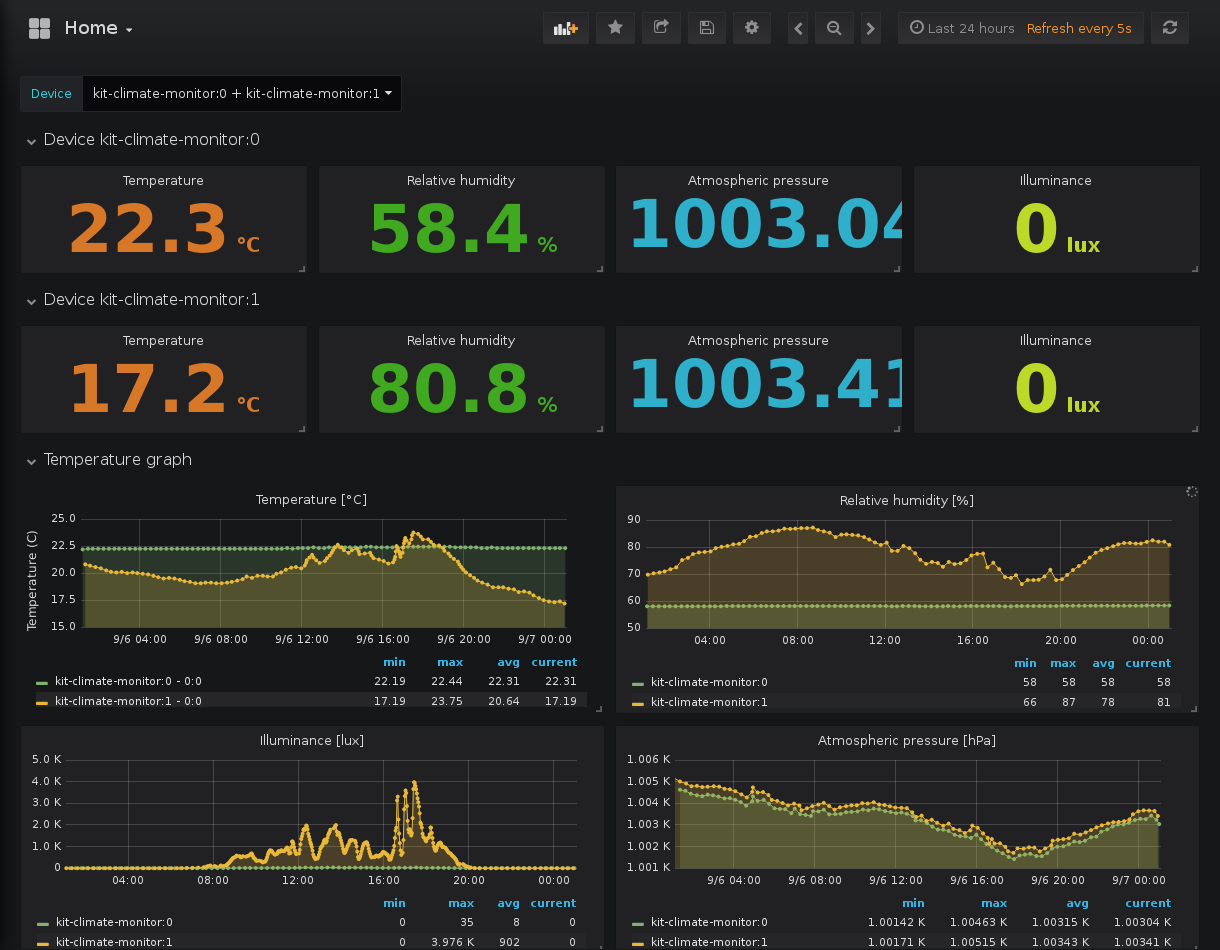 Home
Last 24 hours Refresh every 5s
Device kit-climate-monitor:0 + kit-climate-monitor:1
Device kit-climate-monitor:0
Temperature Relative humidity Atmospheric pressure Illuminance
22.3 °C 58.4 % 1003.04 0 lux
Device kit-climate-monitor:1
Temperature Relative humidity Atmospheric pressure Illuminance
17.2 °C 80.8 % 1003.41 0 lux
Temperature graph
Temperature [°C]
Temperature (C)
25.0
22.5
20.0
17.5
15.0
9/6 04:00 9/6 08:00 9/6 12:00 9/6 16:00 9/6 20:00 9/7 00:00
min max avg current
kit-climate-monitor:0 - 0:0 22.19 22.44 22.31 22.31
kit-climate-monitor:1 - 0:0 17.19 23.75 20.64 17.19
Relative humidity [%]
90
80
70
60
50
04:00 08:00 12:00 16:00 20:00 00:00
min max avg current
kit-climate-monitor:0 58 58 58 58
kit-climate-monitor:1 66 87 78 81
Illuminance [lux]
5.0 K
4.0 K
3.0 K
2.0 K
1.0 K
0
04:00 08:00 12:00 16:00 20:00 00:00
min max avg current
kit-climate-monitor:0 0 35 8 0
kit-climate-monitor:1 0 3.976 K 902 0
Atmospheric pressure [hPa]
1.006 K
1.005 K
1.004 K
1.003 K
1.002 K
1.001 K
9/6 04:00 9/6 08:00 9/6 12:00 9/6 16:00 9/6 20:00 9/7 00:00
min max avg current
kit-climate-monitor:0 1.00142 K 1.00463 K 1.00315 K 1.00304 K
kit-climate-monitor:1 1.00171 K 1.00515 K 1.00343 K 1.00341 K